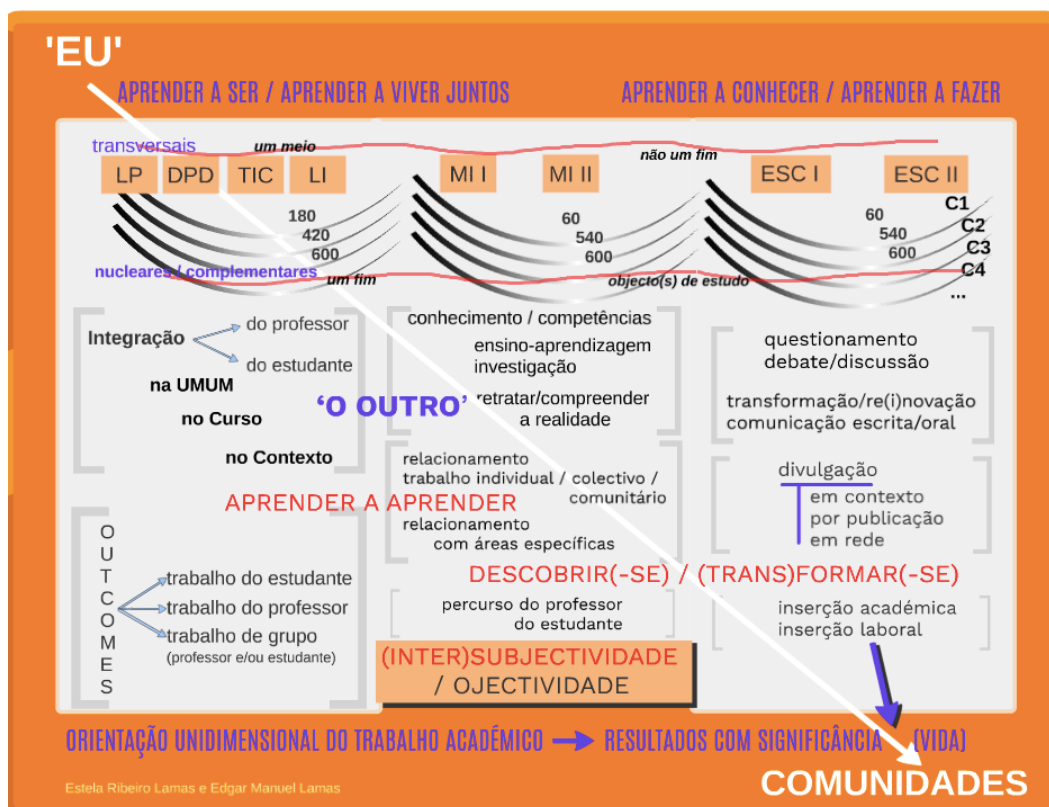 'EU'
APRENDER A SER / APRENDER A VIVER JUNTOS
APRENDER A CONHECER / APRENDER A FAZER
transversais
um meio
não um fim
LP
DPD
TIC
LI
MI I
MI II
ESC I
ESC II
180
420
600
60
540
600
60
540
600
C1
C2
C3
C4
...
nucleares / complementares
um fim
objecto(s) de estudo
Integração
do professor
do estudante
na UMUM
no Curso
no Contexto
'O OUTRO'
conhecimento / competências
ensino-aprendizagem
investigação
retratar/compreender
a realidade
questionamento
debate/discussão
transformação/re(i)novação
comunicação escrita/oral
relacionamento
trabalho individual / colectivo /
comunitário
relacionamento
com áreas específicas
APRENDER A APRENDER
divulgação
em contexto
por publicação
em rede
DESCOBRIR(-SE) / (TRANS)FORMAR(-SE)
OUTCOMES
trabalho do estudante
trabalho do professor
trabalho de grupo
(professor e/ou estudante)
percurso do professor
do estudante
inserção académica
inserção laboral
(INTER)SUBJECTIVIDADE
/ OJECTIVIDADE
ORIENTAÇÃO UNIDIMENSIONAL DO TRABALHO ACADÉMICO → RESULTADOS COM SIGNIFICÂNCIA (VIDA)
COMUNIDADES
Estela Ribeiro Lamas e Edgar Manuel Lamas